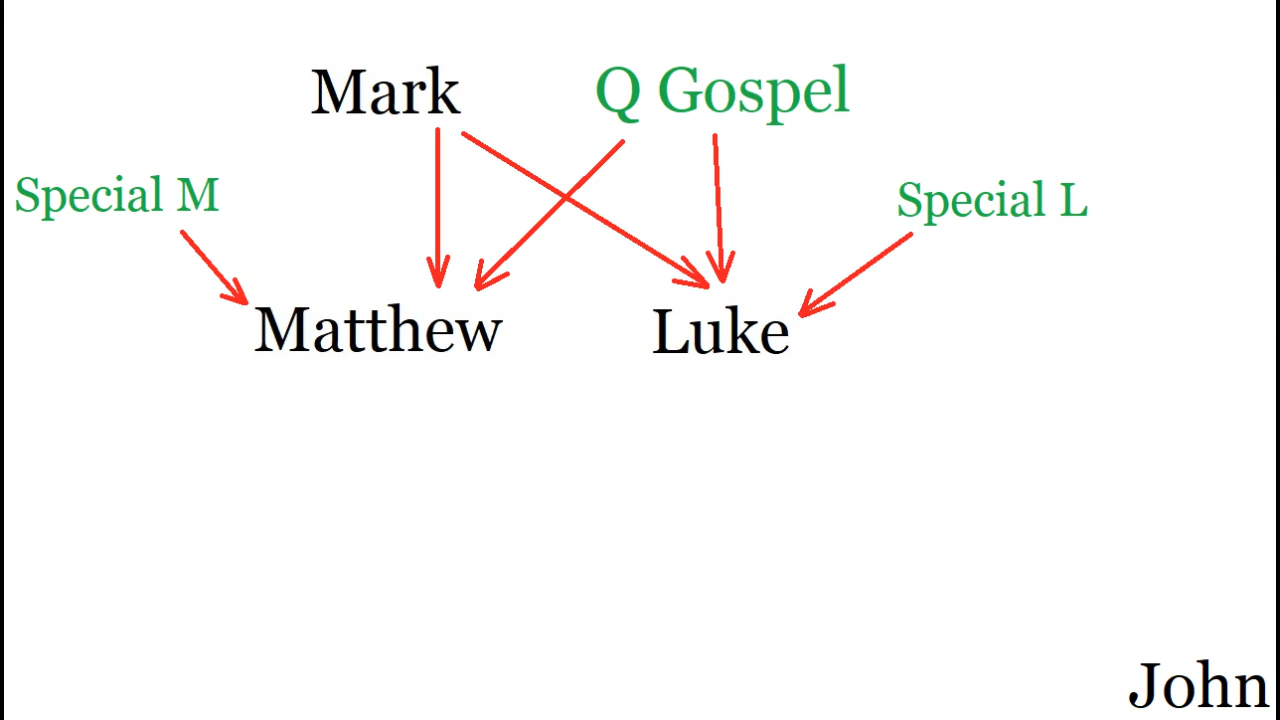 Mark
Q Gospel
Special M
Special L
Matthew
Luke
John